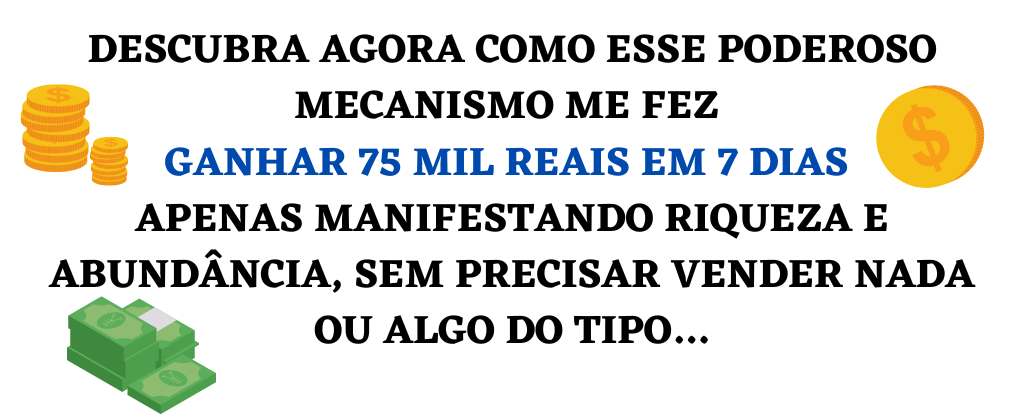 DESCUBRA AGORA COMO ESSE PODEROSO
MECANISMO ME FEZ
GANHAR 75 MIL REAIS EM 7 DIAS
APENAS MANIFESTANDO RIQUEZA E
ABUNDÂNCIA, SEM PRECISAR VENDER NADA
OU ALGO DO TIPO...